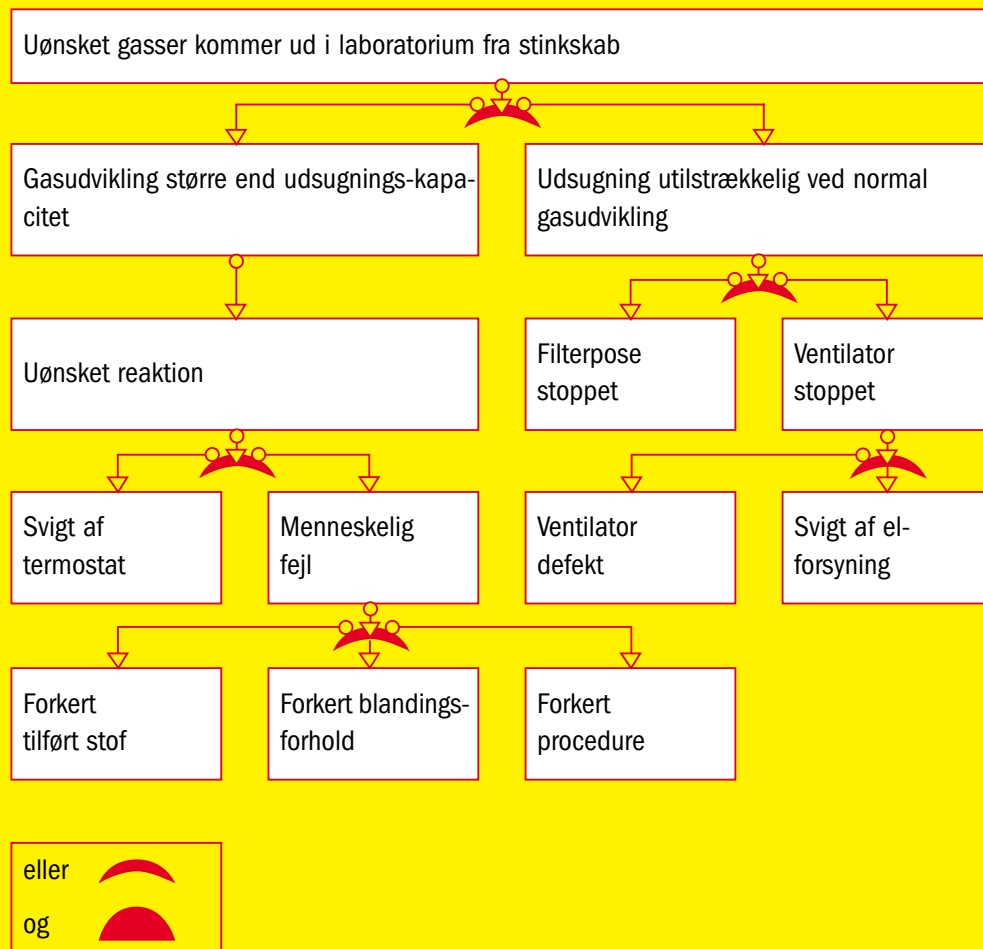 Uønsket gasser kommer ud i laboratorium fra stinkskab
Gasudvikling større end udsugnings-kapa-
citet
Udsugning utilstrækkelig ved normal
gasudvikling
Uønsket reaktion
Filterpose
stoppet
Ventilator
stoppet
Svigt af
termostat
Menneskelig
fejl
Ventilator
defekt
Svigt af el-
forsyning
Forkert
tilført stof
Forkert blandings-
forhold
Forkert
procedure
eller
og